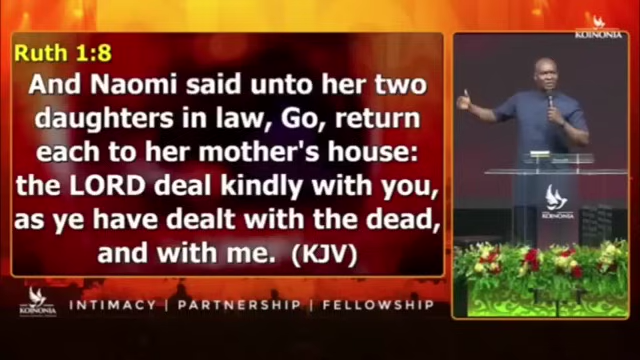 Ruth 1:8
And Naomi said unto her two
daughters in law, Go, return
each to her mother's house:
the LORD deal kindly with you,
as ye have dealt with the dead,
and with me. (KJV)
KOINONIA
KOINONIA
KOINONIA
INTIMACY | PARTNERSHIP | FELLOWSHIP